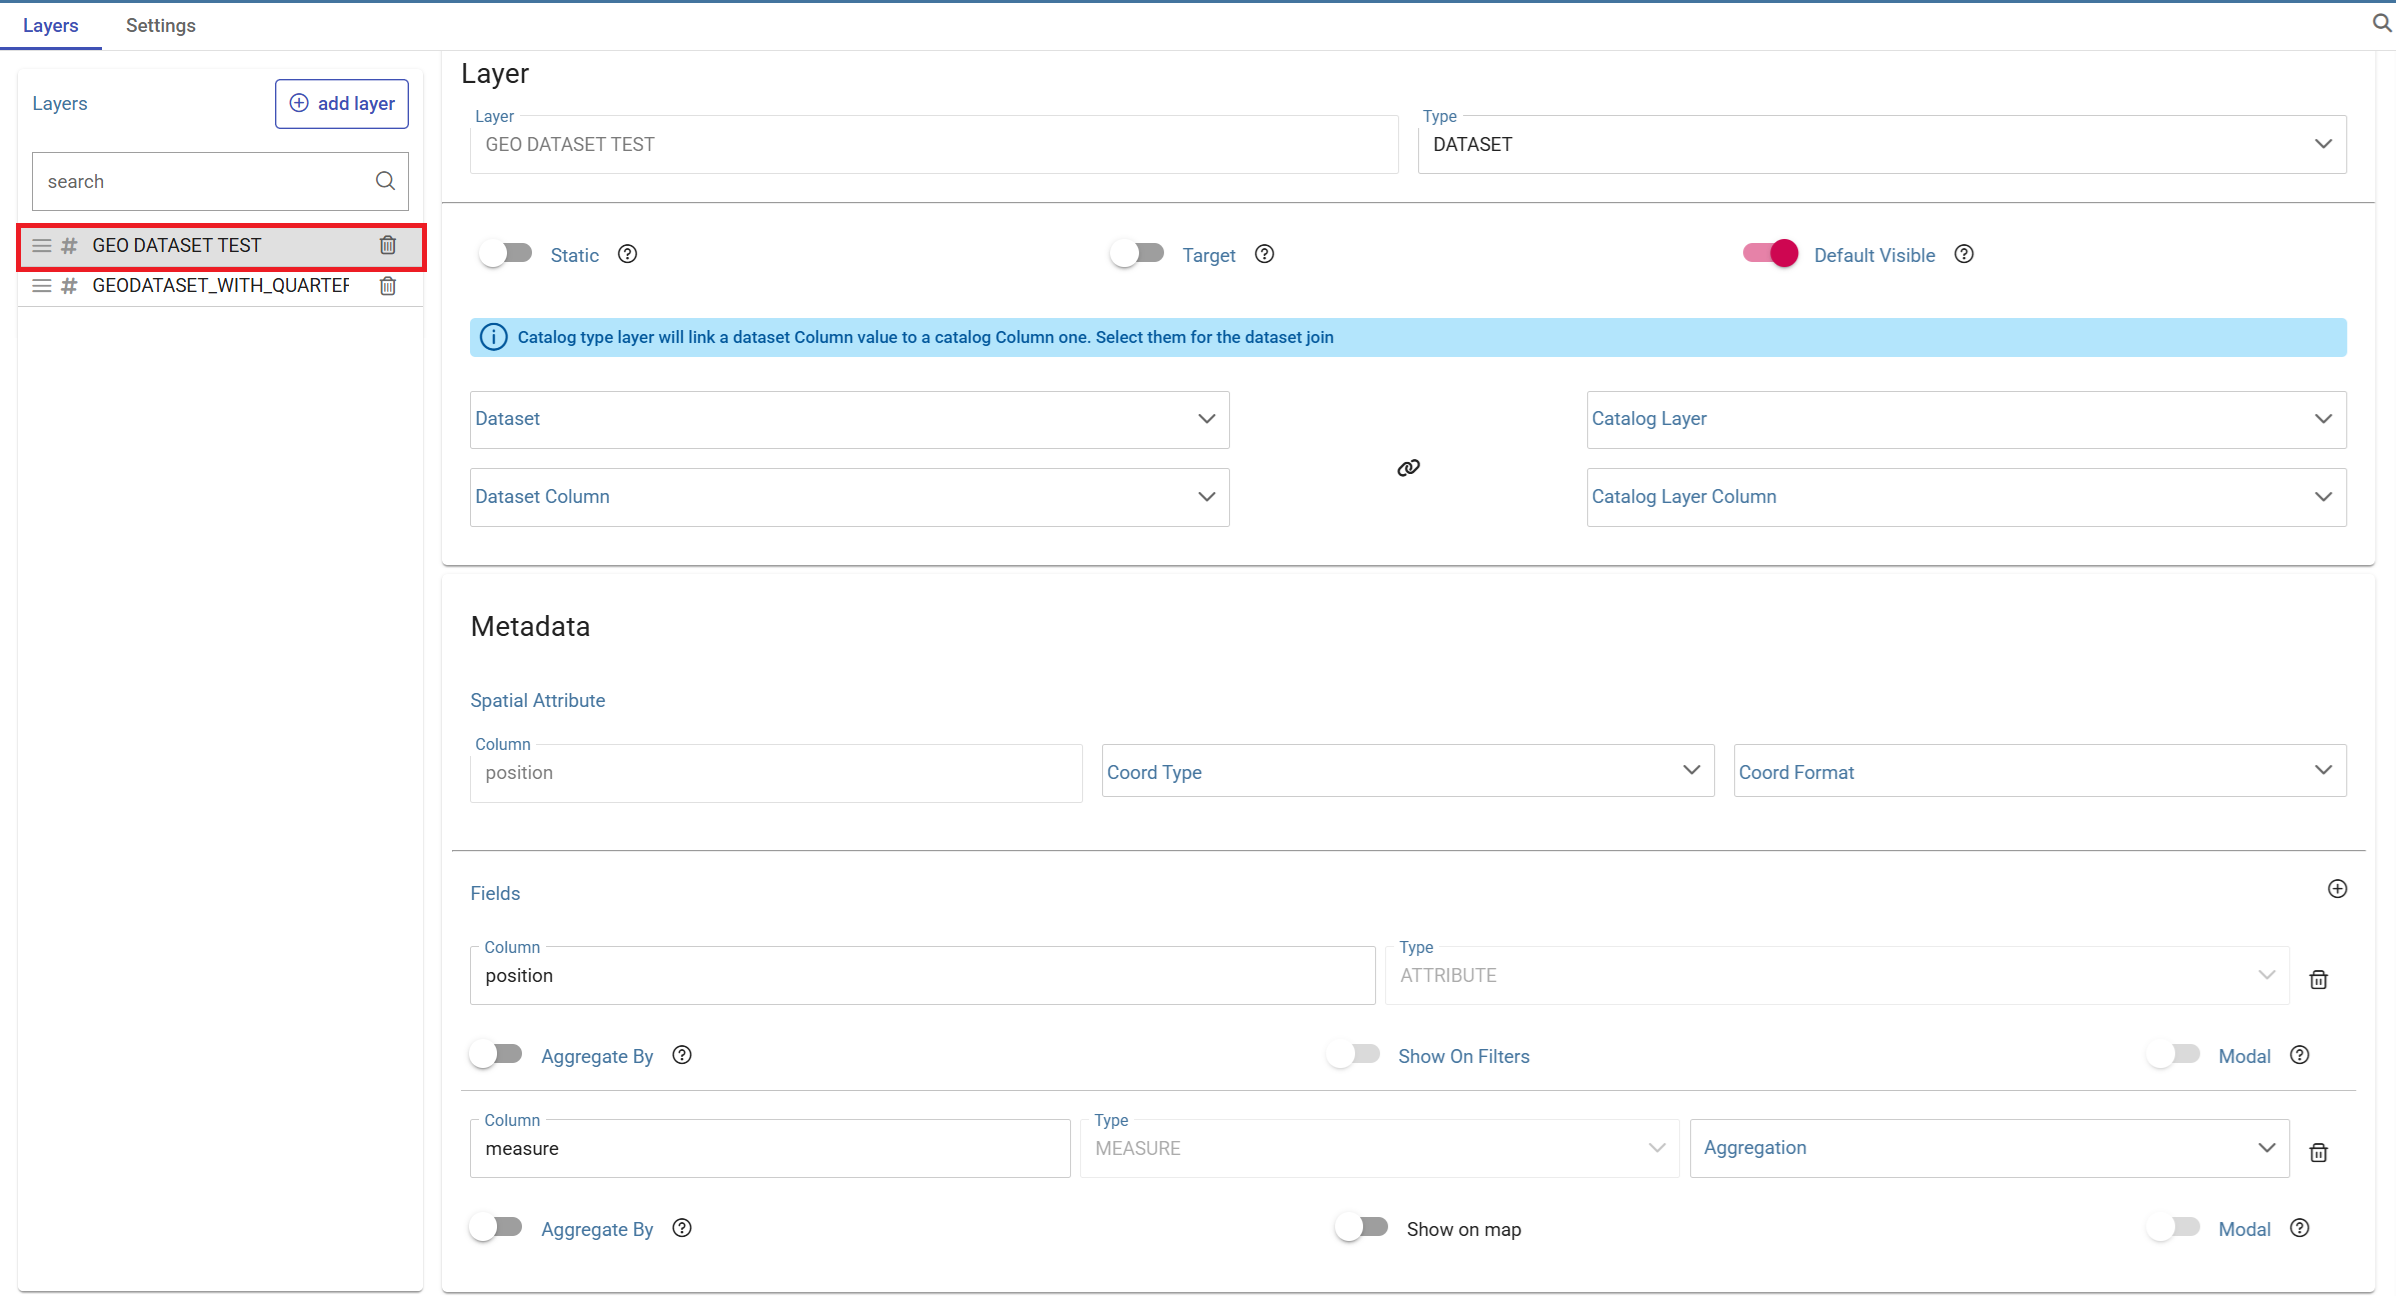 Layers Settings
Layers
add layer
search
GEO DATASET TEST
GEODATASET_WITH_QUARTER
Layer
Layer
GEO DATASET TEST
Type
DATASET
Static
Target
Default Visible
Catalog type layer will link a dataset Column value to a catalog Column one. Select them for the dataset join
Dataset
Catalog Layer
Dataset Column
Catalog Layer Column
Metadata
Spatial Attribute
Column
position
Coord Type
Coord Format
Fields
Column
position
Type
ATTRIBUTE
Aggregate By
Show On Filters
Modal
Column
measure
Type
MEASURE
Aggregation
Aggregate By
Show on map
Modal